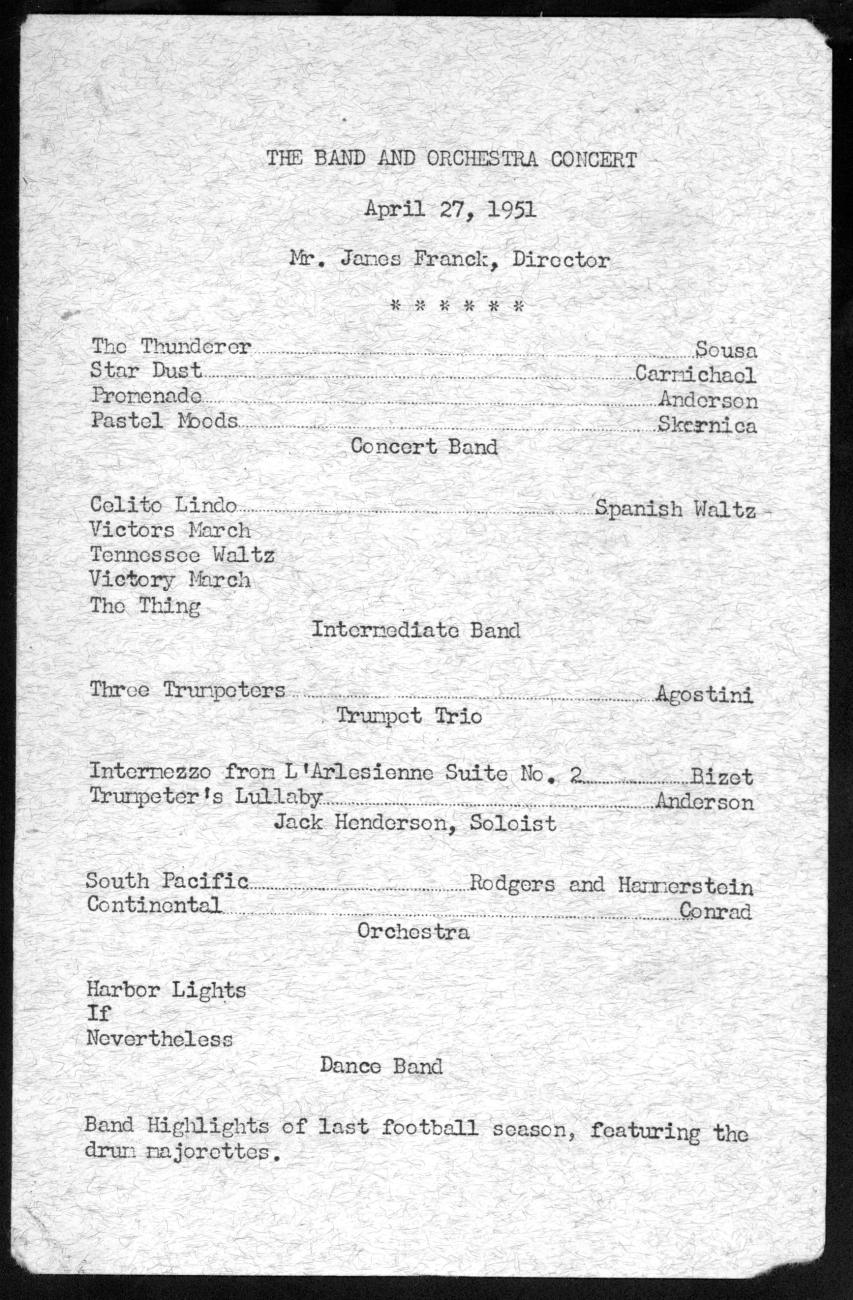 THE BAND AND ORCHESTRA CONCERT
April 27, 1951
Mr. James Franck, Director
* * * * * *
The Thunderer Sousa
Star Dust Carmichael
Promenade Anderson
Pastel Moods Skornica
Concert Band
Celito Lindo Spanish Waltz
Victors March
Tennessee Waltz
Victory March
The Thing
Intermediate Band
Three Trumpeters Agostini
Trumpet Trio
Intermezzo from L'Arlesienne Suite No. 2 Bizet
Trumpeter's Lullaby Anderson
Jack Henderson, Soloist
South Pacific Rodgers and Hammerstein
Continental Conrad
Orchestra
Harbor Lights
If
Nevertheless
Dance Band
Band Highlights of last football season, featuring the
drum majorettes.